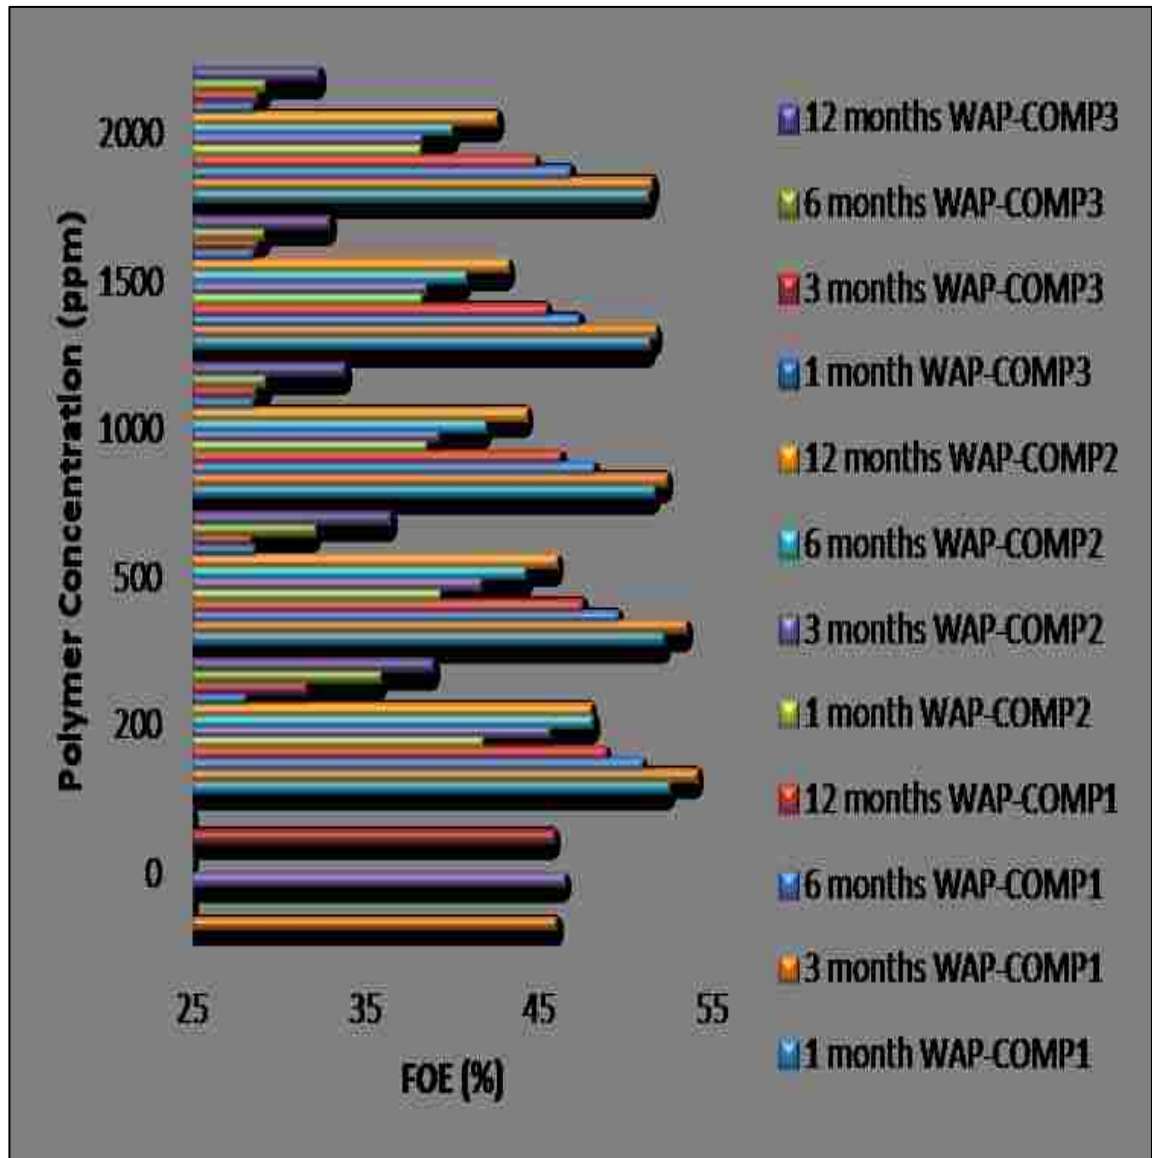 Polymer Concentration (ppm)
2000
1500
1000
500
200
0
25 35 45 55
FOE (%)
12 months WAP-COMP3
6 months WAP-COMP3
3 months WAP-COMP3
1 month WAP-COMP3
12 months WAP-COMP2
6 months WAP-COMP2
3 months WAP-COMP2
1 month WAP-COMP2
12 months WAP-COMP1
6 months WAP-COMP1
3 months WAP-COMP1
1 month WAP-COMP1